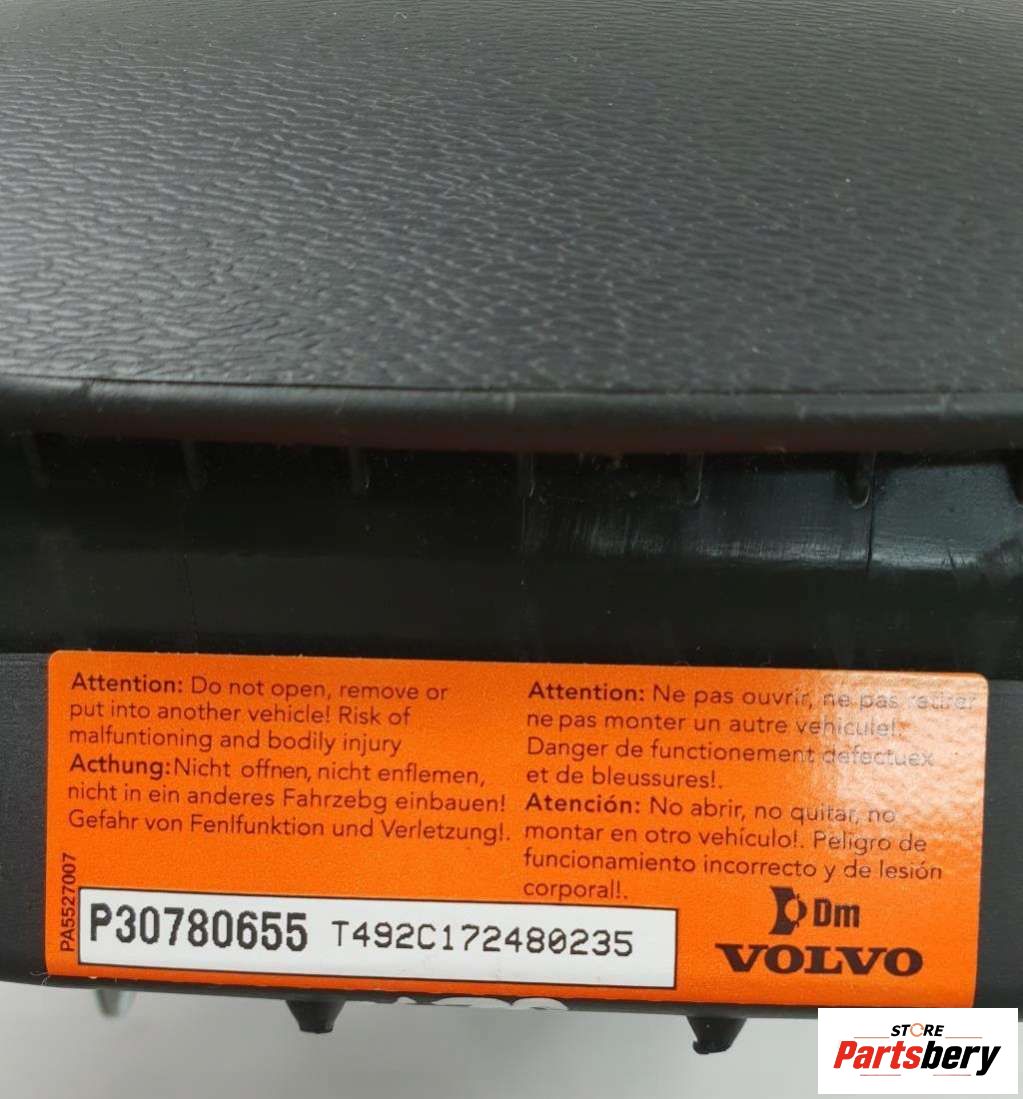 Attention: Do not open, remove or
put into another vehicle! Risk of
malfuntioning and bodily injury
Acthung:Nicht offnen, nicht enflemen,
nicht in ein anderes Fahrzebg einbauen!
Gefahr von Fenlfunktion und Verletzung!.
Attention: Ne pas ouvrir, ne pas retirer
ne pas monter un autre vehicule!.
Danger de functionement defectuex
et de bleussures!.
Atención: No abrir, no quitar, no
montar en otro vehículo!. Peligro de
funcionamiento incorrecto y de lesión
corporal!.
PA5527007
P30780655 T492C172480235
Dm
VOLVO
STORE
Partsbery